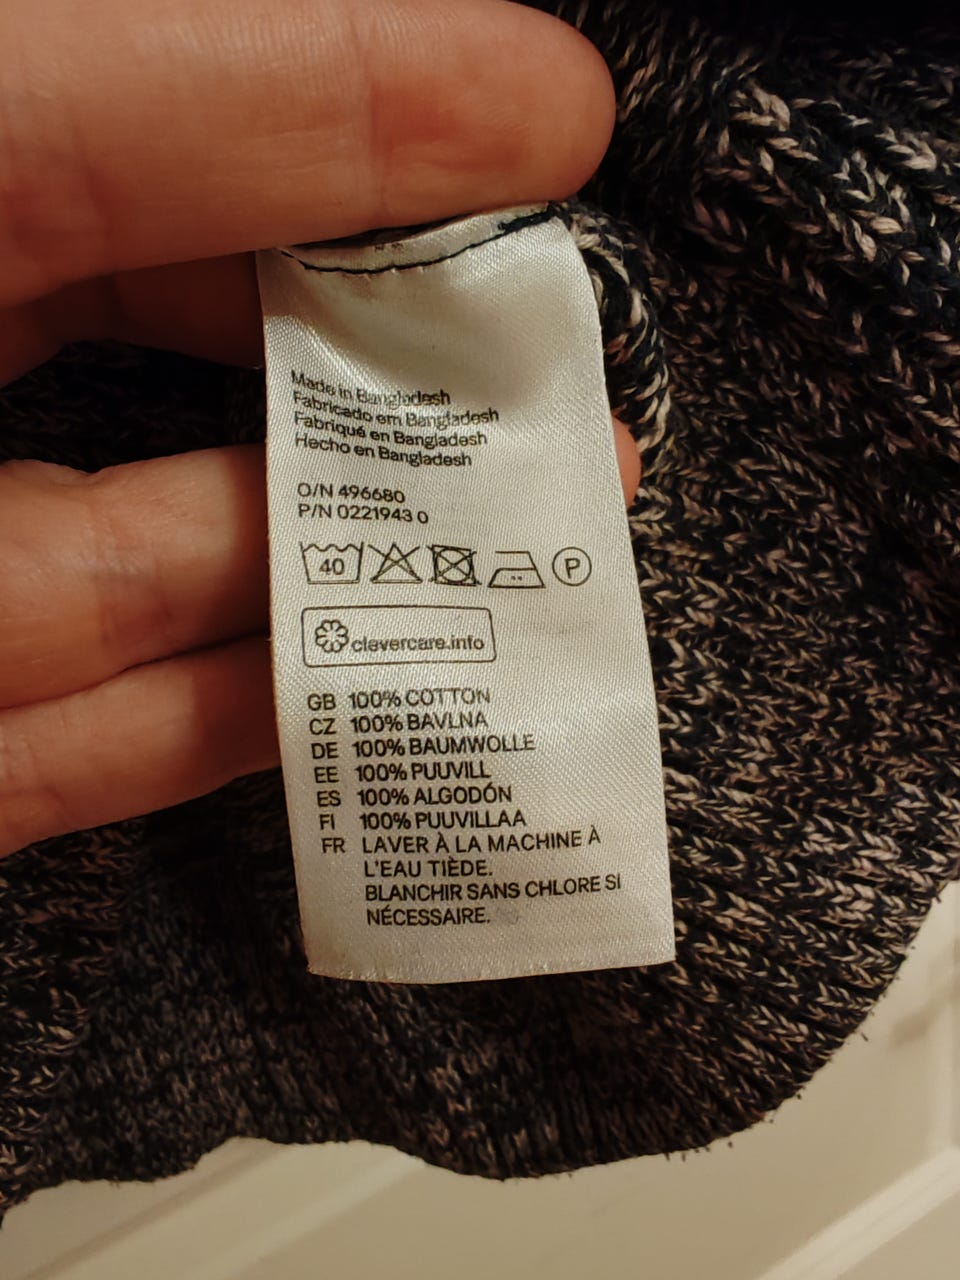 Made in Bangladesh
Fabricado em Bangladesh
Fabriqué en Bangladesh
Hecho en Bangladesh
O/N 496680
P/N 0221943 0
40 P
clevercare.info
GB 100% COTTON
CZ 100% BAVLNA
DE 100% BAUMWOLLE
EE 100% PUUVILL
ES 100% ALGODÓN
FI 100% PUUVILLAA
FR LAVER À LA MACHINE À
L'EAU TIÈDE.
BLANCHIR SANS CHLORE SI
NÉCESSAIRE.